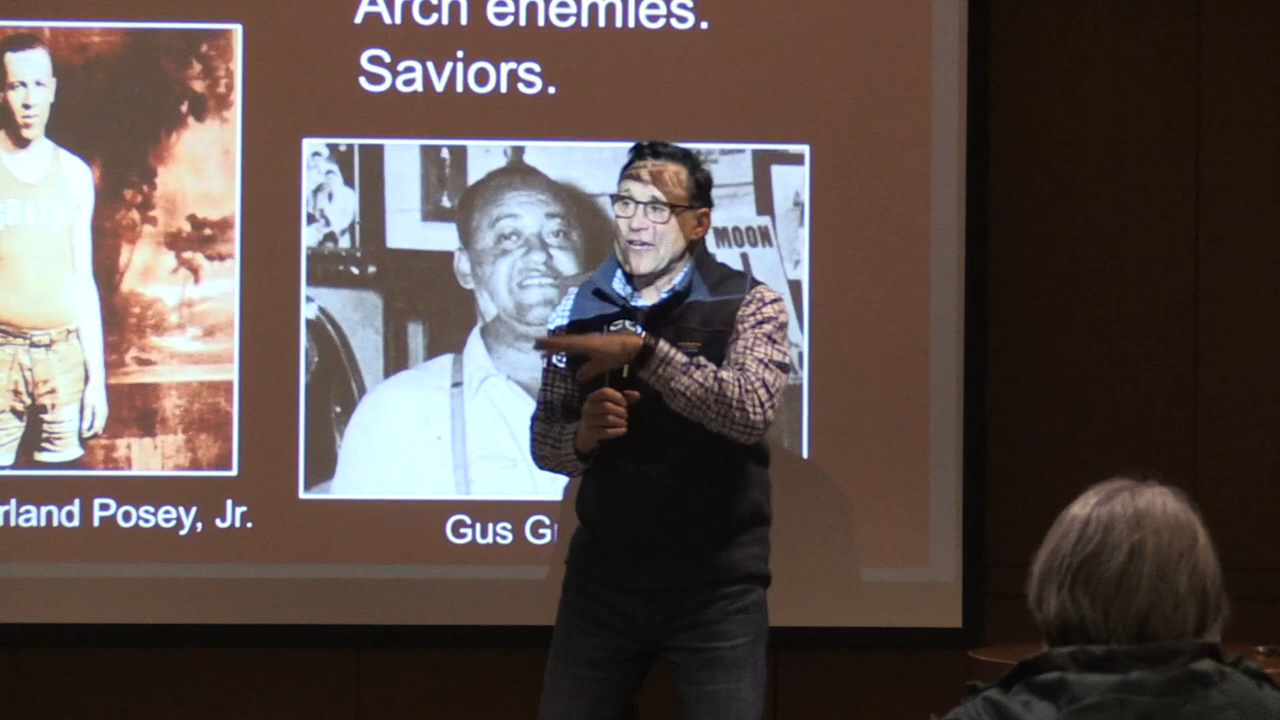 Arch enemies.
Saviors.
MOON
rland Posey, Jr.
Gus G